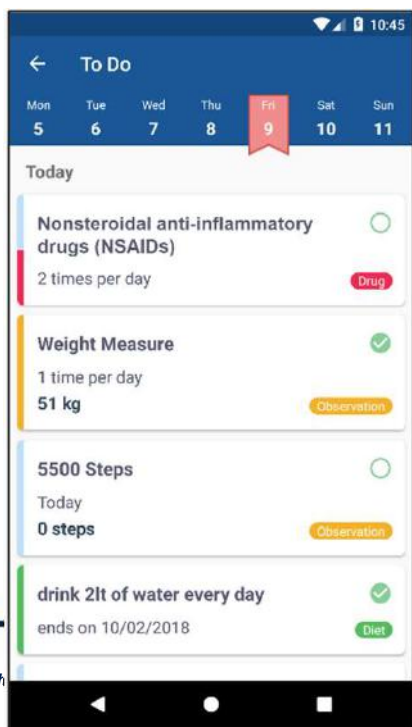 10:45
To Do
Mon Tue Wed Thu Fri Sat Sun
5 6 7 8 9 10 11
Today
Nonsteroidal anti-inflammatory
drugs (NSAIDs)
2 times per day
Drug
Weight Measure
1 time per day
51 kg
Observation
5500 Steps
Today
0 steps
Observation
drink 2lt of water every day
ends on 10/02/2018
Diet